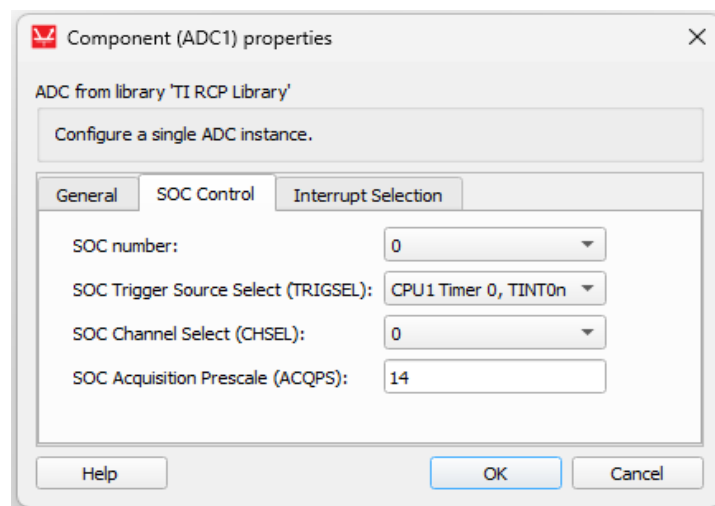 Component (ADC1) properties
ADC from library 'TI RCP Library'
Configure a single ADC instance.
General SOC Control Interrupt Selection
SOC number: 0
SOC Trigger Source Select (TRIGSEL): CPU1 Timer 0, TINT0n
SOC Channel Select (CHSEL): 0
SOC Acquisition Prescale (ACQPS): 14
Help OK Cancel